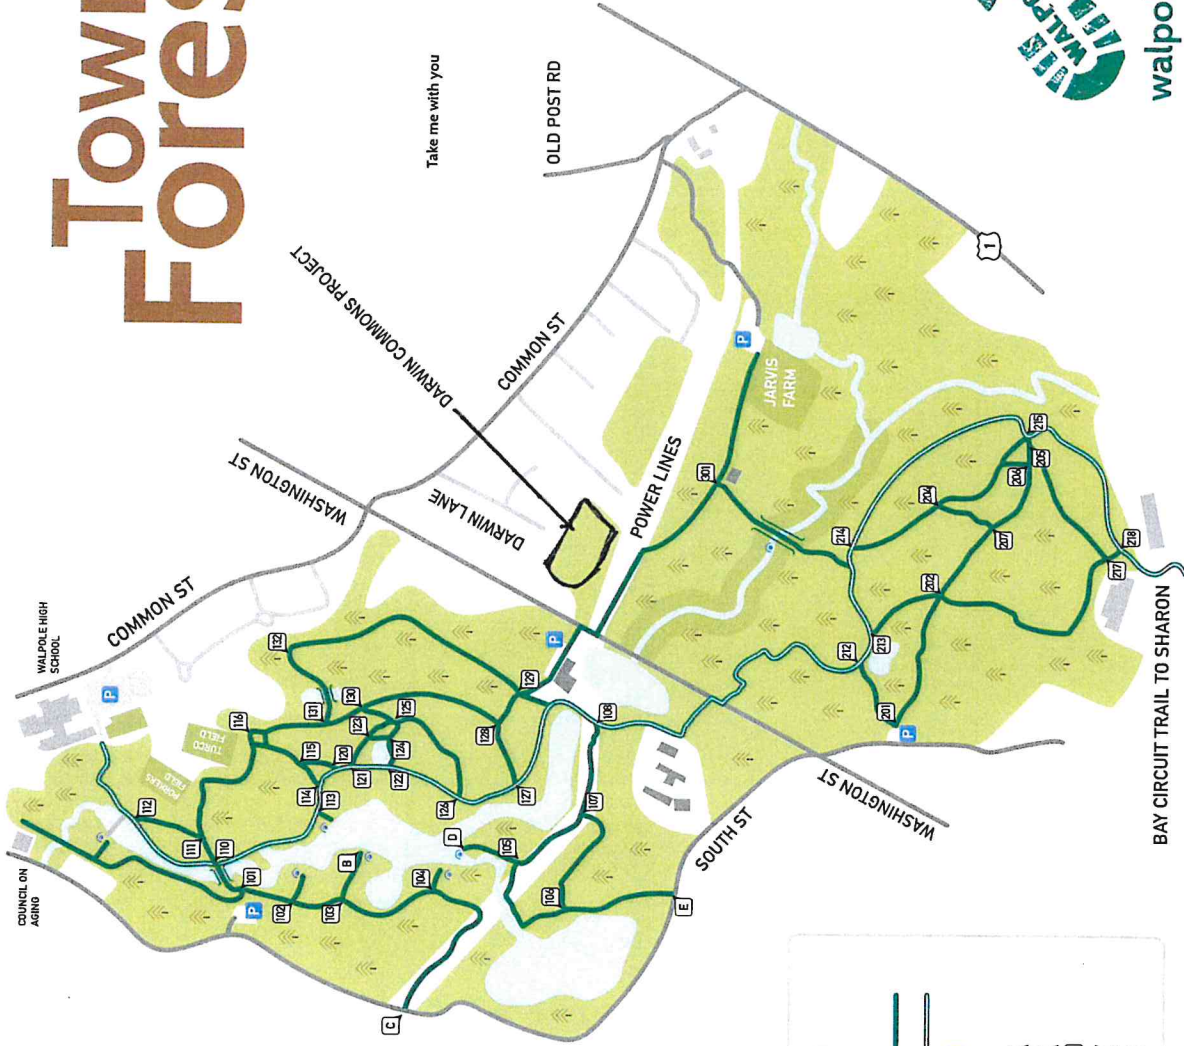 Town
Fores
WALPO
walpo
Take me with you
OLD POST RD
DARWIN COMMONS PROJECT
COMMON ST
WASHINGTON ST
DARWIN LANE
POWER LINES
COMMON ST
WALPOLE HIGH
SCHOOL
P
TURCO
FIELD
PORKERS
FIELD
COUNCIL ON
AGING
P
P
P
JARVIS
FARM
1
WASHINGTON ST
SOUTH ST
P
BAY CIRCUIT TRAIL TO SHARON
101
102
103
104
105
106
107
108
110
111
112
113
114
115
116
120
121
122
123
124
125
126
127
128
129
130
131
132
201
202
204
205
206
207
212
213
214
215
217
218
301
B
C
D
E